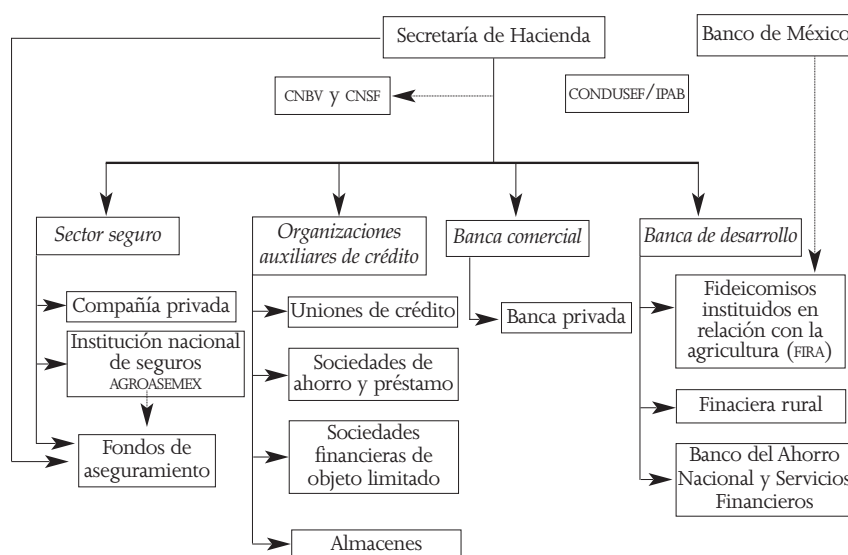 Secretaría de Hacienda
Banco de México
CNBV y CNSF
CONDUSEF/IPAB
Sector seguro
Organizaciones
auxiliares de crédito
Banca comercial
Banca de desarrollo
Compañía privada
Institución nacional
de seguros
AGROASEMEX
Fondos de
aseguramiento
Uniones de crédito
Sociedades de
ahorro y préstamo
Sociedades
financieras de
objeto limitado
Almacenes
Banca privada
Fideicomisos
instituidos en
relación con la
agricultura (FIRA)
Finaciera rural
Banco del Ahorro
Nacional y Servicios
Financieros